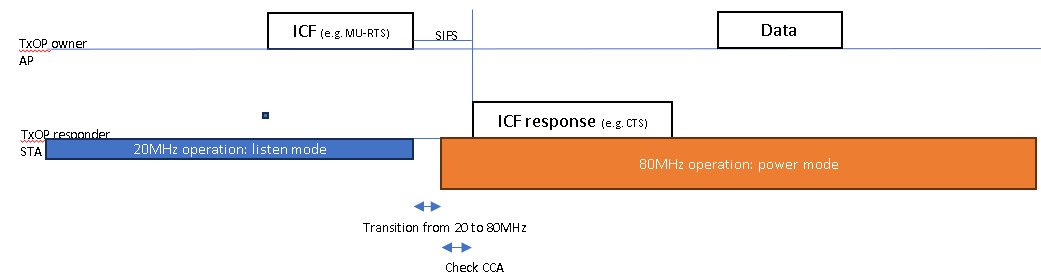 ICF (e.g. MU-RTS)
SIFS
Data
TxOP owner
AP
ICF response (e.g. CTS)
TxOP responder
STA
20MHz operation: listen mode
80MHz operation: power mode
Transition from 20 to 80MHz
Check CCA